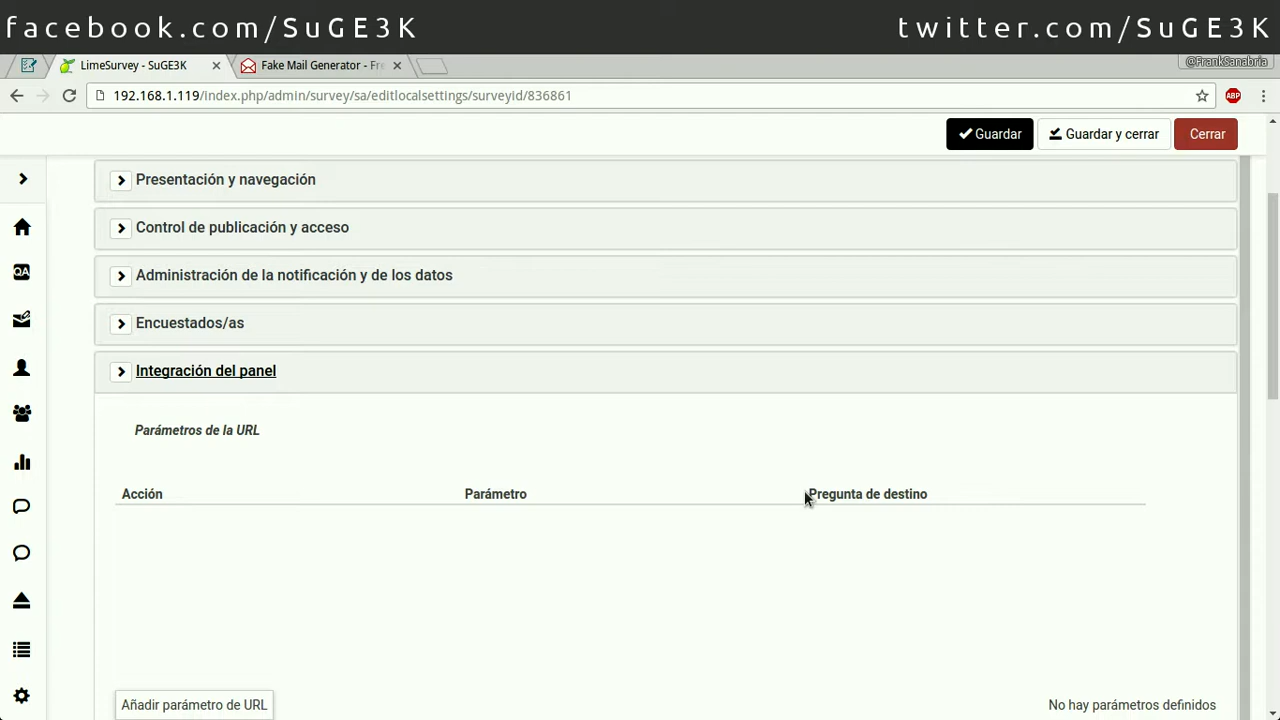 facebook.com/SuGE3K
twitter.com/SuGE3K
LimeSurvey - SuGE3K
Fake Mail Generator - Fre
@FrankSanabria
192.168.1.119/index.php/admin/survey/sa/editlocalsettings/surveyid/836861
ABP
Guardar
Guardar y cerrar
Cerrar
Presentación y navegación
Control de publicación y acceso
QA
Administración de la notificación y de los datos
Encuestados/as
Integración del panel
Parámetros de la URL
Acción
Parámetro
Pregunta de destino
Añadir parámetro de URL
No hay parámetros definidos